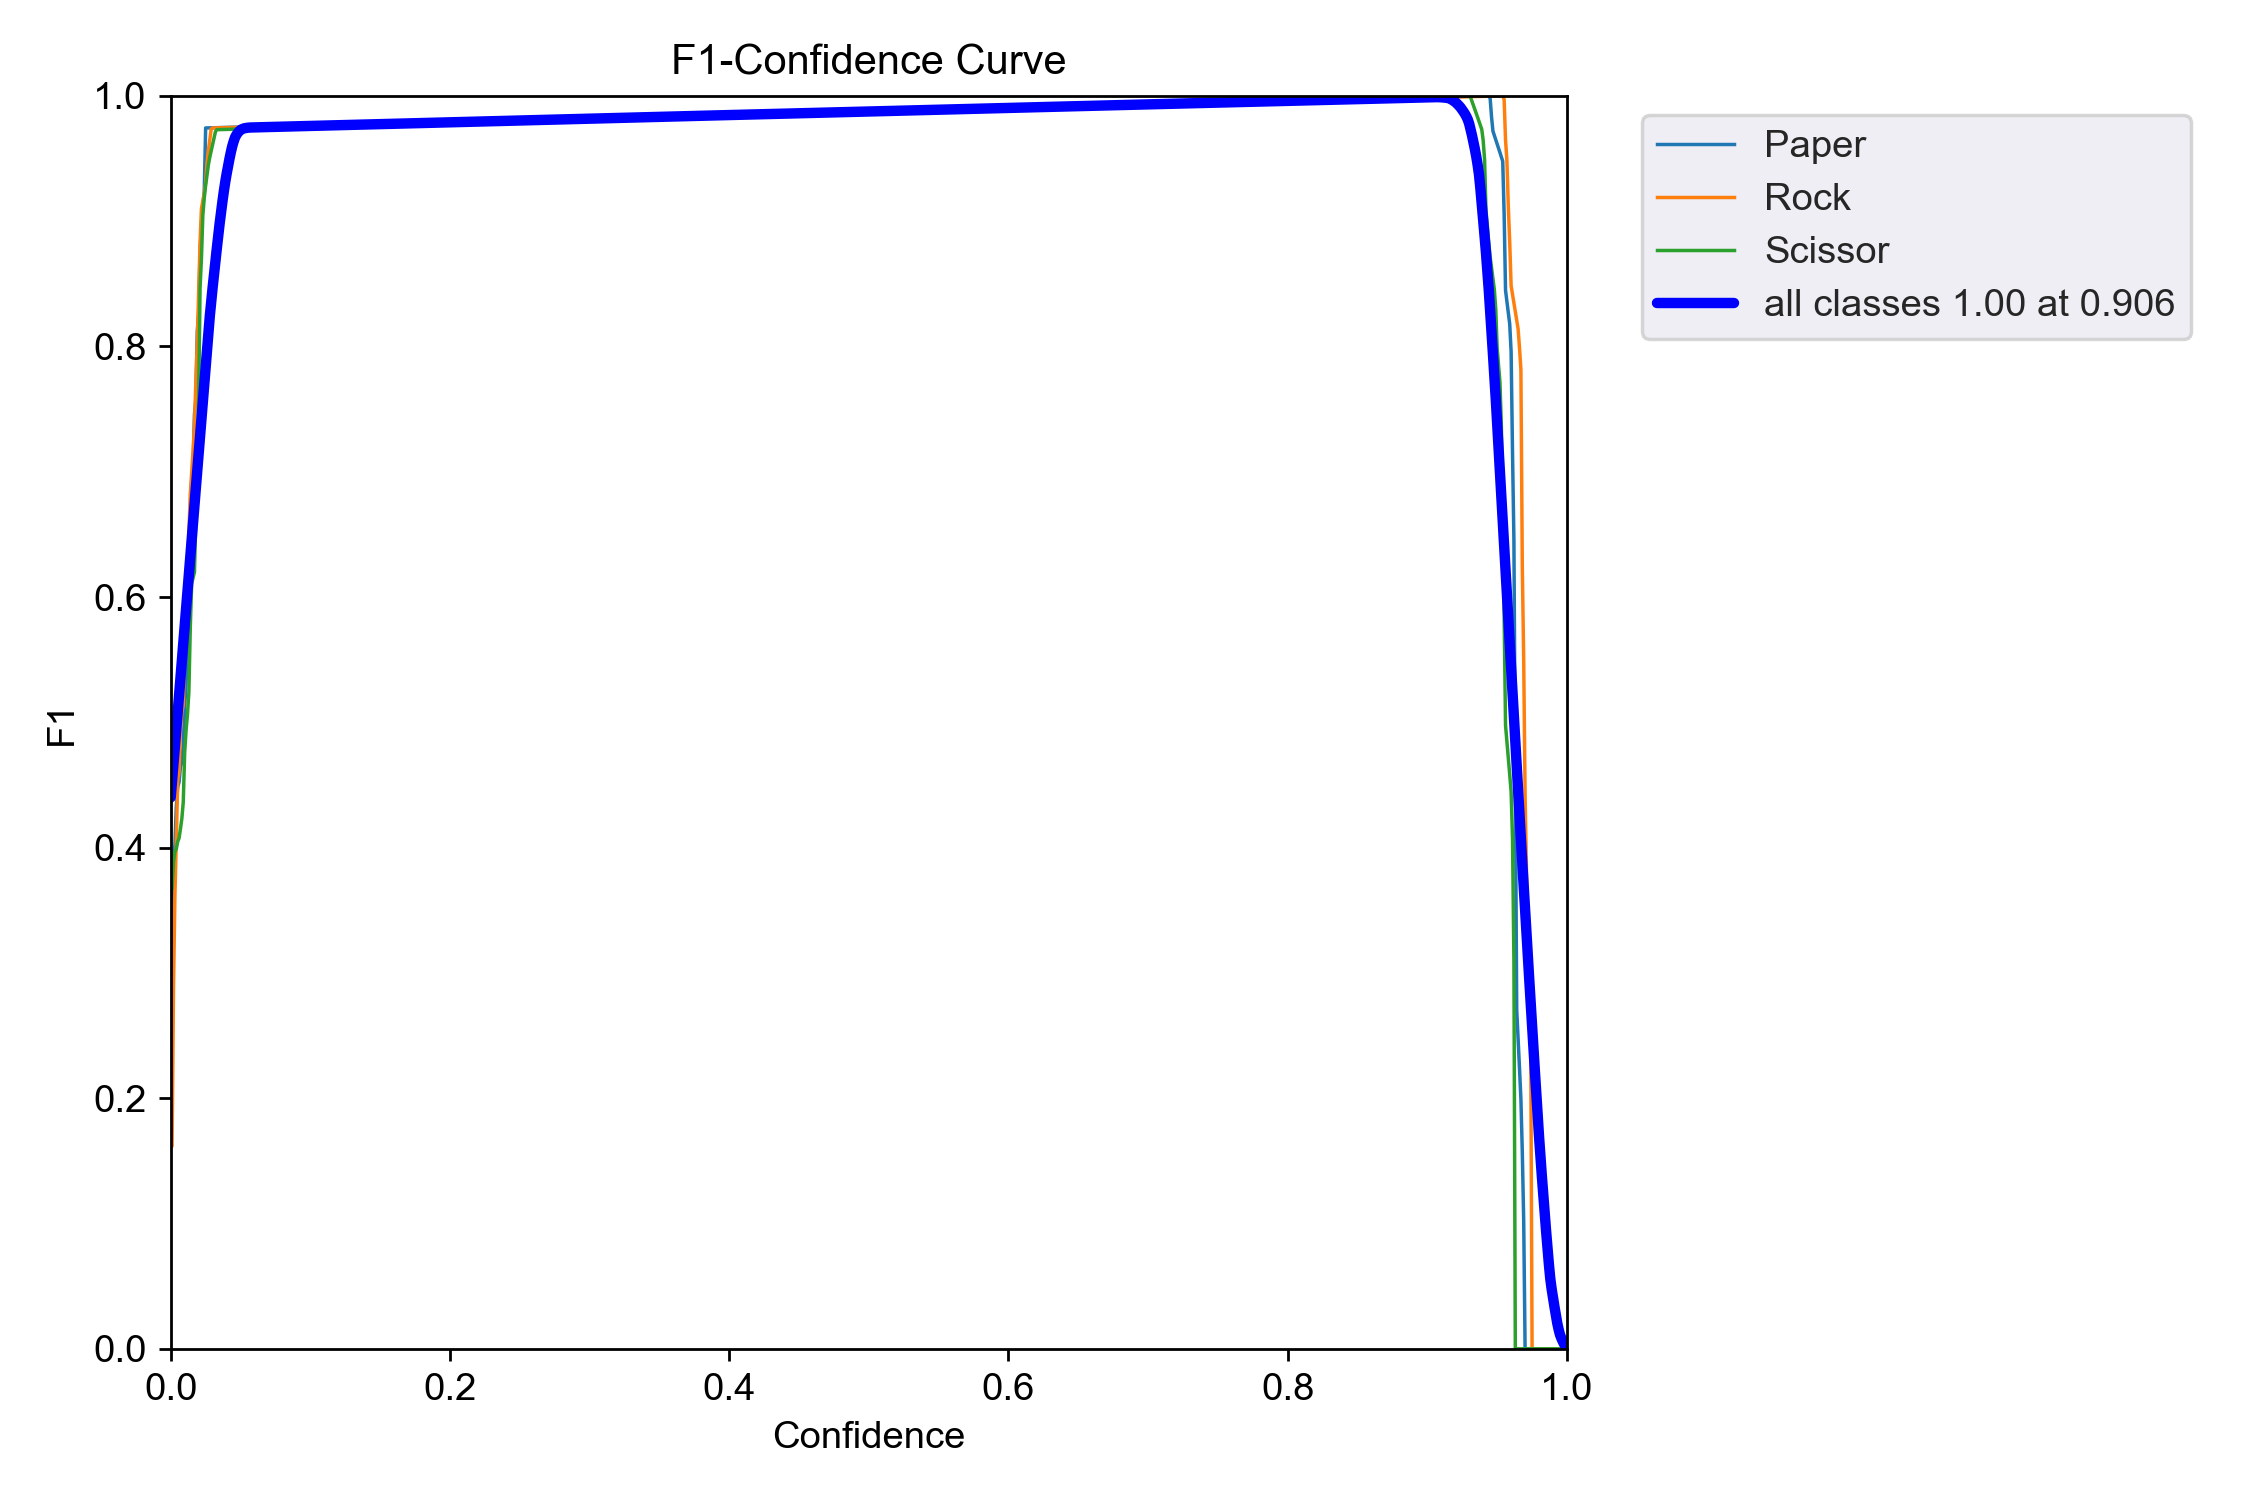 F1-Confidence Curve
1.0
0.8
0.6
0.4
0.2
0.0
F1
0.0 0.2 0.4 0.6 0.8 1.0
Confidence
Paper
Rock
Scissor
all classes 1.00 at 0.906